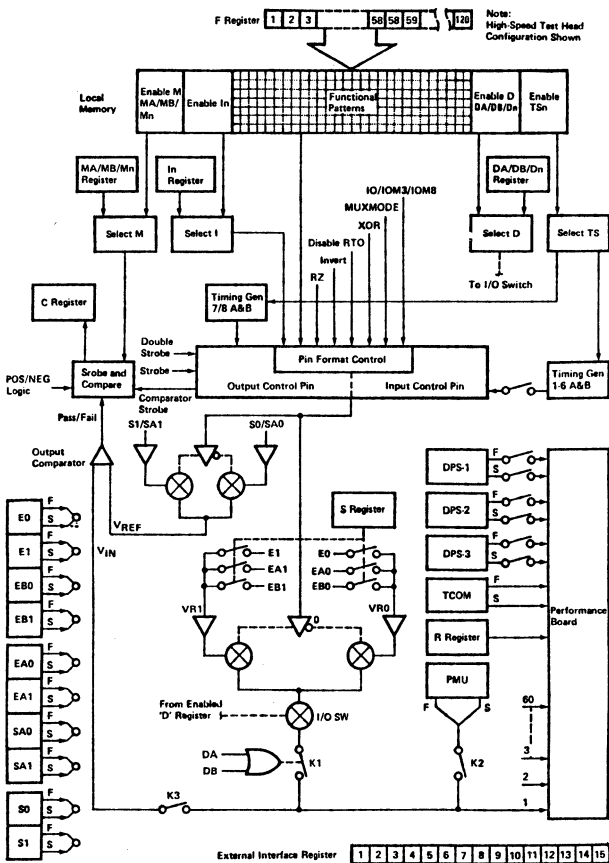 F Register 1 2 3 58 58 59 120
Note:
High-Speed Test Head
Configuration Shown
Local
Memory
Enable M
MA/MB/
Mn
Enable In
Functional
Patterns
Enable D
DA/DB/Dn
Enable
TSn
MA/MB/Mn
Register
In
Register
DA/DB/Dn
Register
IO/IOM3/IOM8
MUXMODE
XOR
Disable RTO
Invert
RZ
Select M
Select I
Select D
Select TS
To I/O Switch
C Register
Timing Gen
7/8 A&B
Double
Strobe
Strobe
Pin Format Control
Output Control Pin
Input Control Pin
Timing Gen
1-6 A&B
POS/NEG
Logic
Srobe and
Compare
Comparator
Strobe
Pass/Fail
S1/SA1
S0/SA0
Output
Comparator
VREF
VIN
E0 F S
E1 F S
EB0 F S
EB1 F S
EA0 F S
EA1 F S
SA0 F S
SA1 F S
S0 F S
S1 F S
S Register
E1
EA1
EB1
E0
EA0
EB0
VR1
VR0
D
DPS-1 F S
DPS-2 F S
DPS-3 F S
TCOM F S
R Register
PMU
F S
Performance
Board
60
3
2
1
From Enabled
'D' Register
I/O SW
DA
DB
K1
K2
K3
External Interface Register 1 2 3 4 5 6 7 8 9 10 11 12 13 14 15